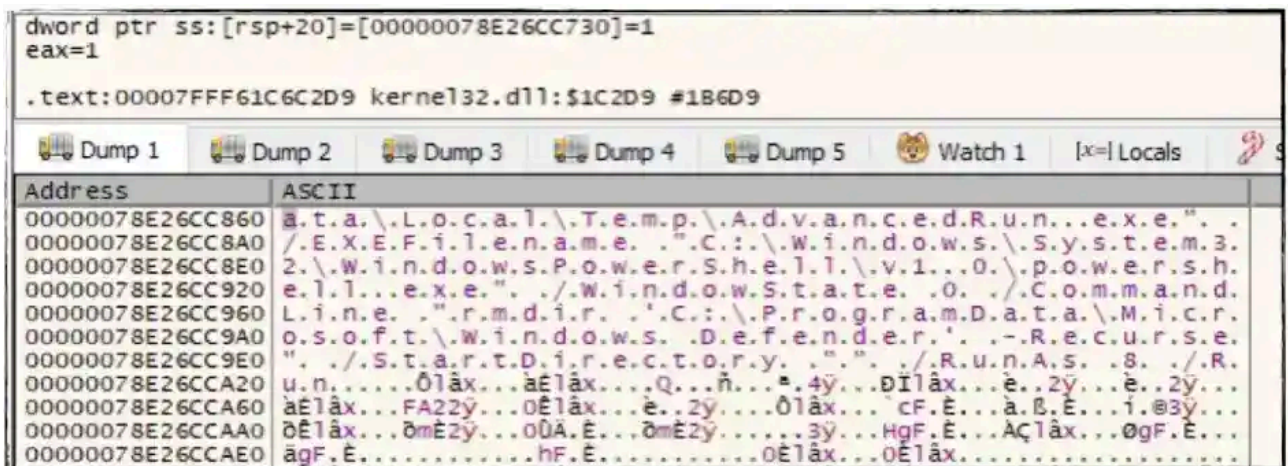 dword ptr ss:[rsp+20]=[00000078E26CC730]=1
eax=1
.text:00007FFF61C6C2D9 kernel32.dll:$1C2D9 #1B6D9
Dump 1 Dump 2 Dump 3 Dump 4 Dump 5 Watch 1 [x=] Locals
Address ASCII
00000078E26CC860 a.t.a.\.L.o.c.a.l.\.T.e.m.p.\.A.d.v.a.n.c.e.d.R.u.n...e.x.e.".
00000078E26CC8A0 /.E.X.E.F.i.l.e.n.a.m.e. .".C.:.\.W.i.n.d.o.w.s.\.S.y.s.t.e.m.3.
00000078E26CC8E0 2.\.W.i.n.d.o.w.s.P.o.w.e.r.S.h.e.l.l.\.v.1...0.\.p.o.w.e.r.s.h.
00000078E26CC920 e.l.l...e.x.e.". ./.W.i.n.d.o.w.S.t.a.t.e. .0. ./.C.o.m.m.a.n.d.
00000078E26CC960 L.i.n.e. .".r.m.d.i.r. .'.C.:.\.P.r.o.g.r.a.m.D.a.t.a.\.M.i.c.r.
00000078E26CC9A0 o.s.o.f.t.\.W.i.n.d.o.w.s. .D.e.f.e.n.d.e.r.'. .-.R.e.c.u.r.s.e.
00000078E26CC9E0 ". ./.S.t.a.r.t.D.i.r.e.c.t.o.r.y. .".". ./.R.u.n.A.s. .8. ./.R.
00000078E26CCA20 u.n.
00000078E26CCA60
00000078E26CCAA0
00000078E26CCAE0